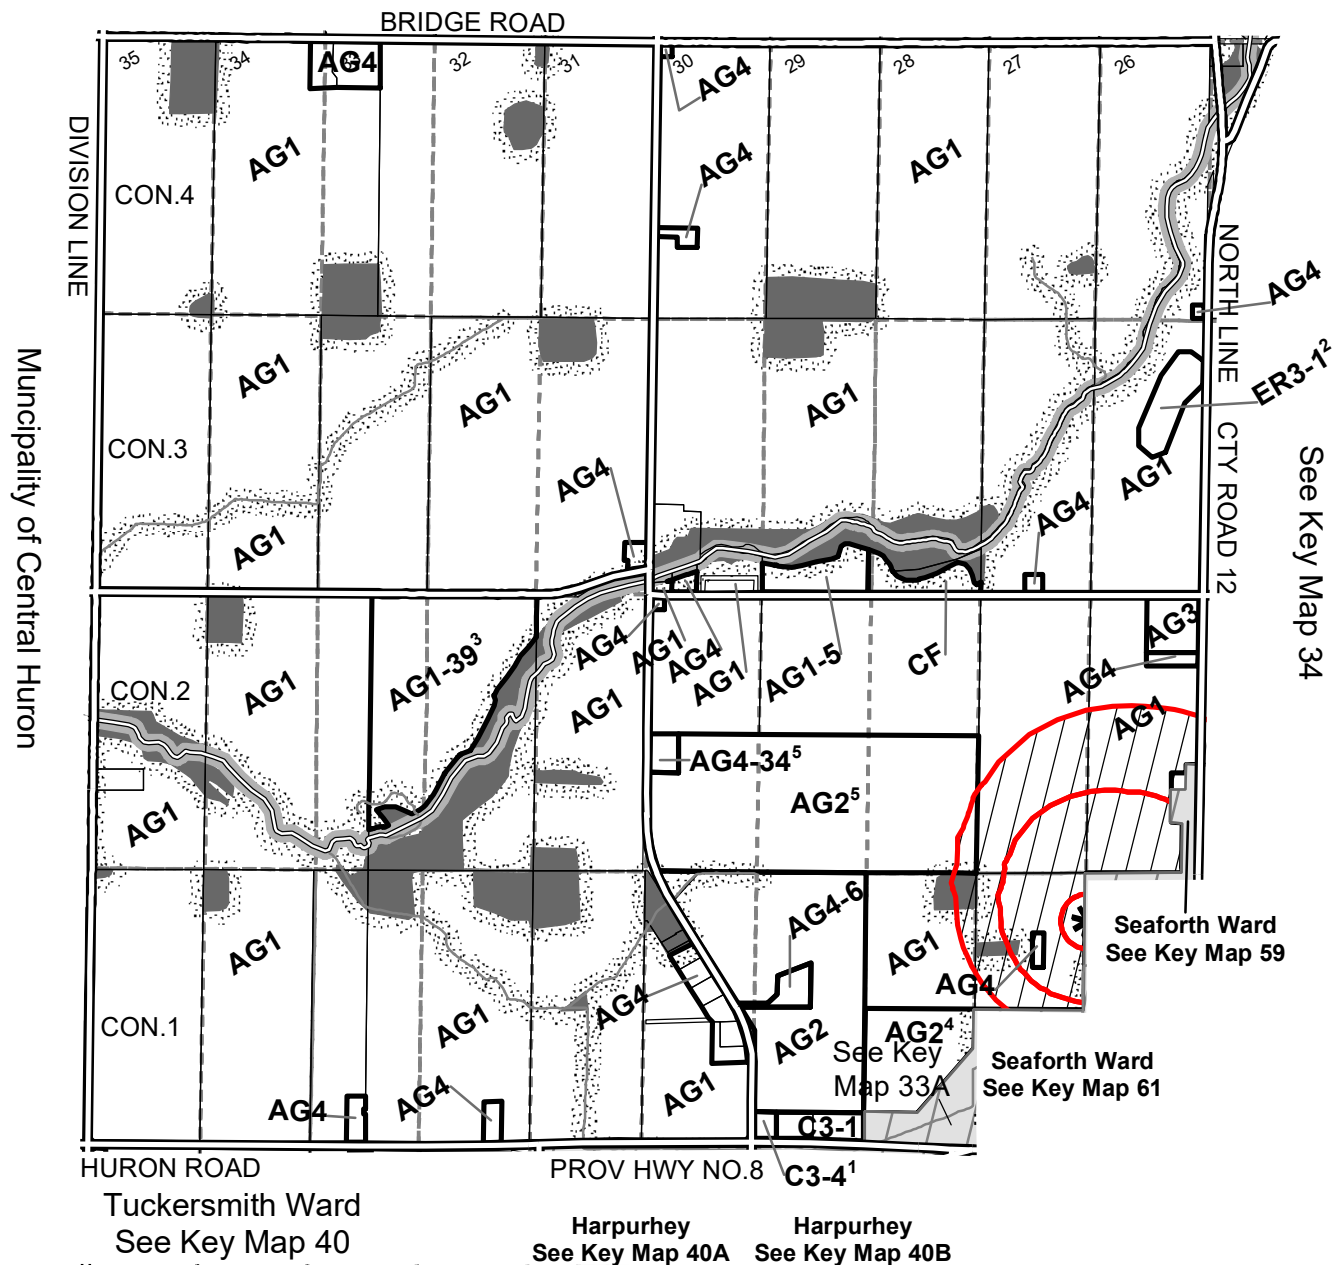 BRIDGE ROAD
35
34
AG4
32
31
30
29
28
27
26
AG4
AG4
AG1
AG1
DIVISION LINE
CON.4
NORTH LINE
AG4
ER3-1²
CTY ROAD 12
Muncipality of Central Huron
See Key Map 34
AG1
AG1
AG1
CON.3
AG4
AG1
AG4
AG1
AG4
AG1
AG4
AG1
AG1-5
CF
AG3
AG4
AG1
CON.2
AG1
AG1-39³
AG1
AG4-34⁵
AG2⁵
AG1
AG4-6
AG1
AG1
AG4
Seaforth Ward
See Key Map 59
AG4
CON.1
AG1
AG2
AG2⁴
See Key
Map 33A
Seaforth Ward
See Key Map 61
AG4
AG4
AG1
C3-1
HURON ROAD
PROV HWY NO.8
C3-4¹
Tuckersmith Ward
See Key Map 40
Harpurhey
See Key Map 40A
Harpurhey
See Key Map 40B